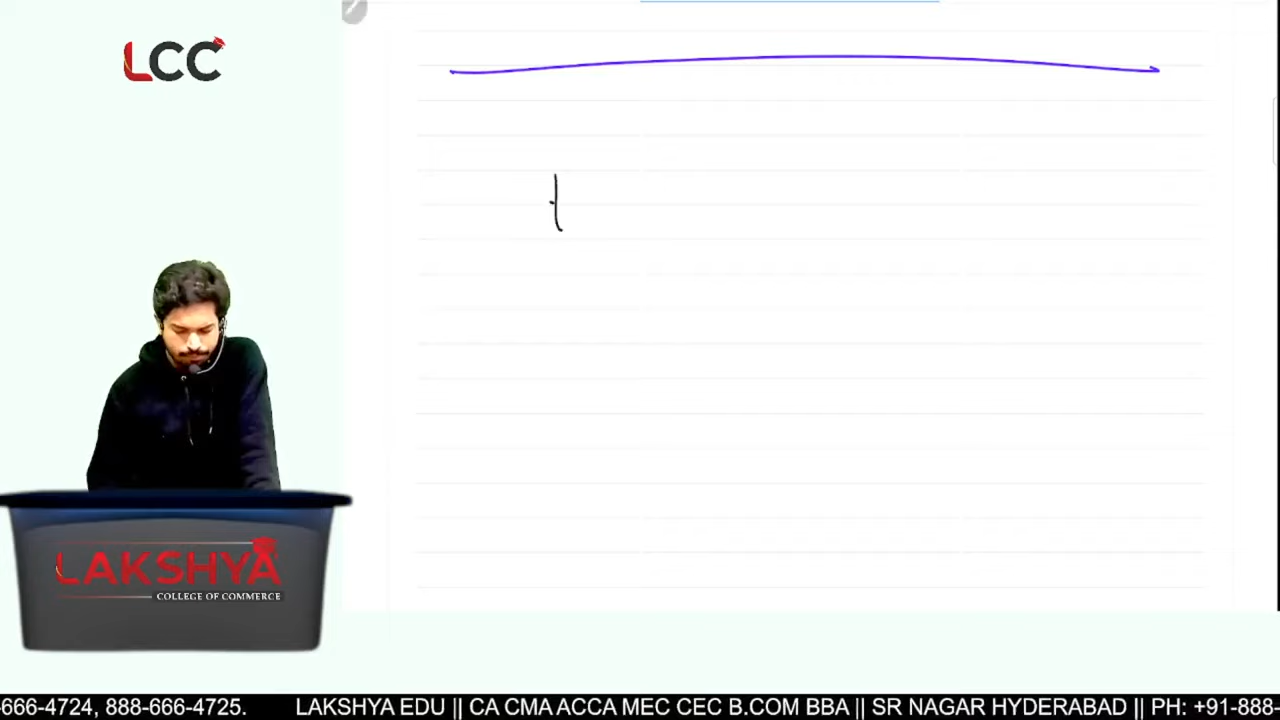 LCC
LAKSHYA
COLLEGE OF COMMERCE
-666-4724, 888-666-4725. LAKSHYA EDU || CA CMA ACCA MEC CEC B.COM BBA || SR NAGAR HYDERABAD || PH: +91-888-